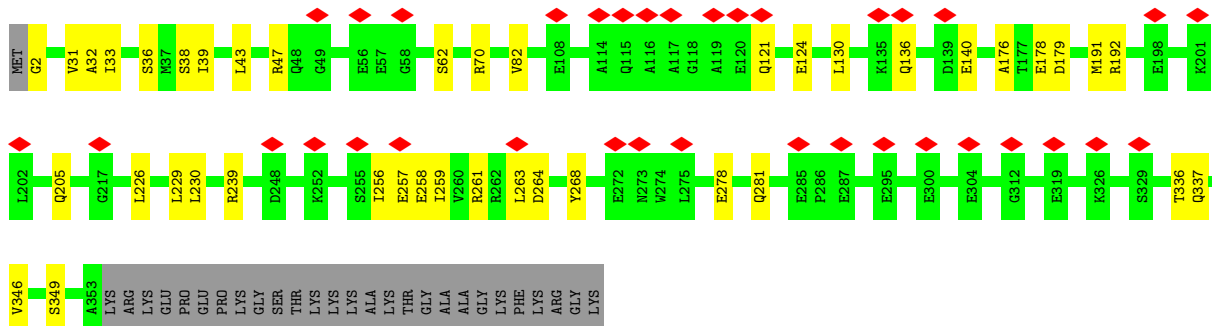 MET G2 V31 A32 I33 S36 M37 S38 I39 L43 R47 Q48 G49 E56 E57 G58 S62 R70 V82 E108 A114 Q115 A116 A117 G118 A119 E120 Q121 E124 L130 K135 Q136 D139 E140 A176 T177 E178 D179 M191 R192 E198 K201
L202 Q205 G217 L226 L229 L230 R239 D248 K252 S255 I256 E257 E258 I259 V260 R261 R262 L263 D264 Y268 E272 N273 W274 L275 E278 Q281 E285 P286 E287 E295 E300 E304 G312 E319 K326 S329 T336 Q337
V346 S349 A353 LYS ARG LYS GLU PRO GLU PRO LYS GLY SER THR LYS LYS LYS ALA LYS THR GLY ALA ALA GLY LYS PHE LYS ARG GLY LYS